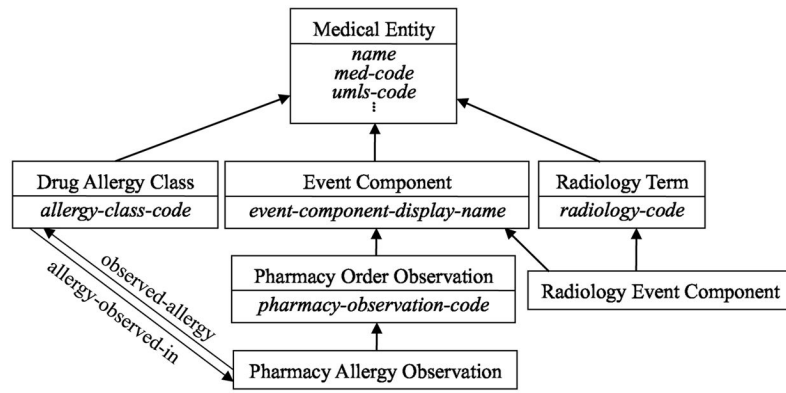 Medical Entity
name
med-code
umls-code
⋮
Drug Allergy Class
allergy-class-code
Event Component
event-component-display-name
Radiology Term
radiology-code
observed-allergy
allergy-observed-in
Pharmacy Order Observation
pharmacy-observation-code
Radiology Event Component
Pharmacy Allergy Observation